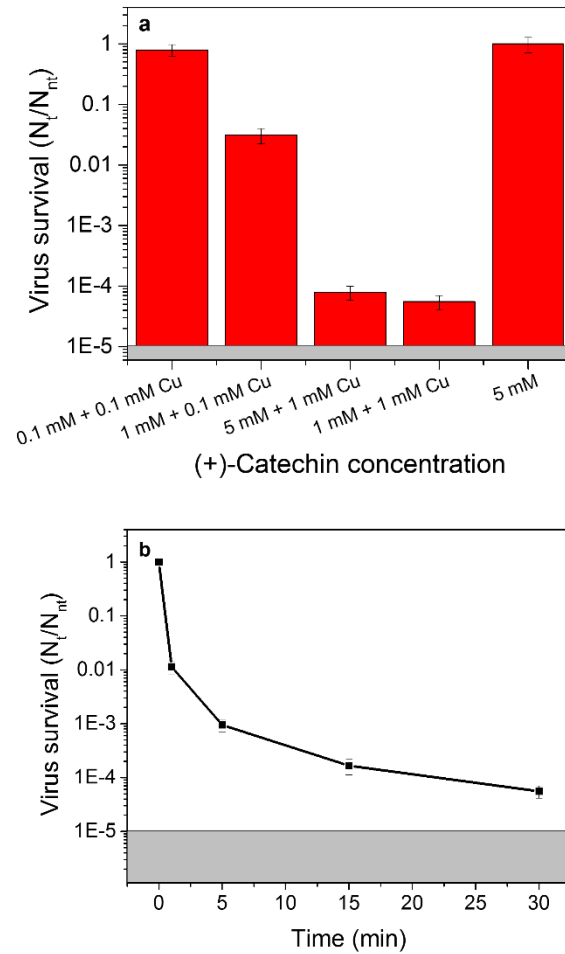 a
1
0.1
0.01
1E-3
1E-4
1E-5
Virus survival (Nt/Nnt)
0.1 mM + 0.1 mM Cu
1 mM + 0.1 mM Cu
5 mM + 1 mM Cu
1 mM + 1 mM Cu
5 mM
(+)-Catechin concentration
b
1
0.1
0.01
1E-3
1E-4
1E-5
Virus survival (Nt/Nnt)
0 5 10 15 20 25 30
Time (min)